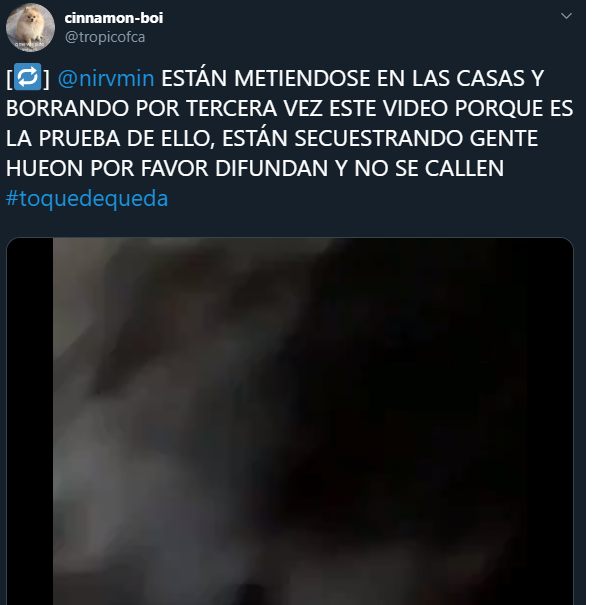 cinnamon-boi
@tropicofca
[🔁] @nirvmin ESTÁN METIENDOSE EN LAS CASAS Y
BORRANDO POR TERCERA VEZ ESTE VIDEO PORQUE ES
LA PRUEBA DE ELLO, ESTÁN SECUESTRANDO GENTE
HUEON POR FAVOR DIFUNDAN Y NO SE CALLEN
#toquedequeda